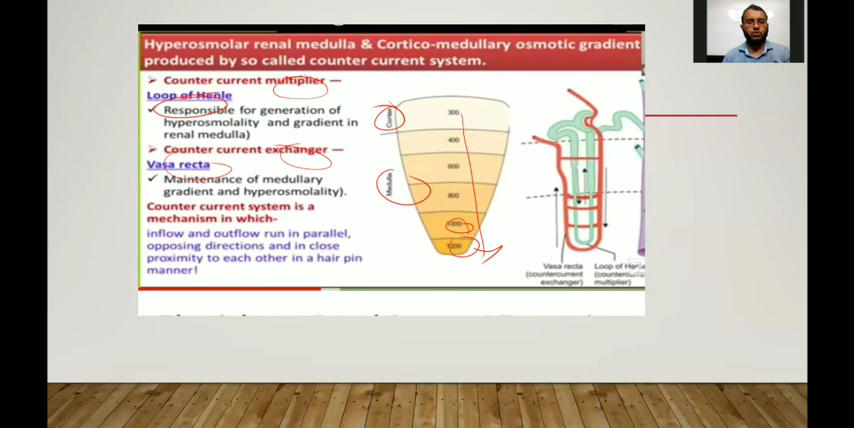 Hyperosmolar renal medulla & Cortico-medullary osmotic gradient
produced by so called counter current system.
➤ Counter current multiplier —
Loop of Henle
✓ Responsible for generation of
hyperosmolality and gradient in
renal medulla)
➤ Counter current exchanger —
Vasa recta
✓ Maintenance of medullary
gradient and hyperosmolality).
Counter current system is a
mechanism in which-
inflow and outflow run in parallel,
opposing directions and in close
proximity to each other in a hair pin
manner!
Cortex
Medulla
300
400
600
800
1000
1200
Vasa recta
(countercurrent
exchanger)
Loop of Henle
(countercu
multiplier)